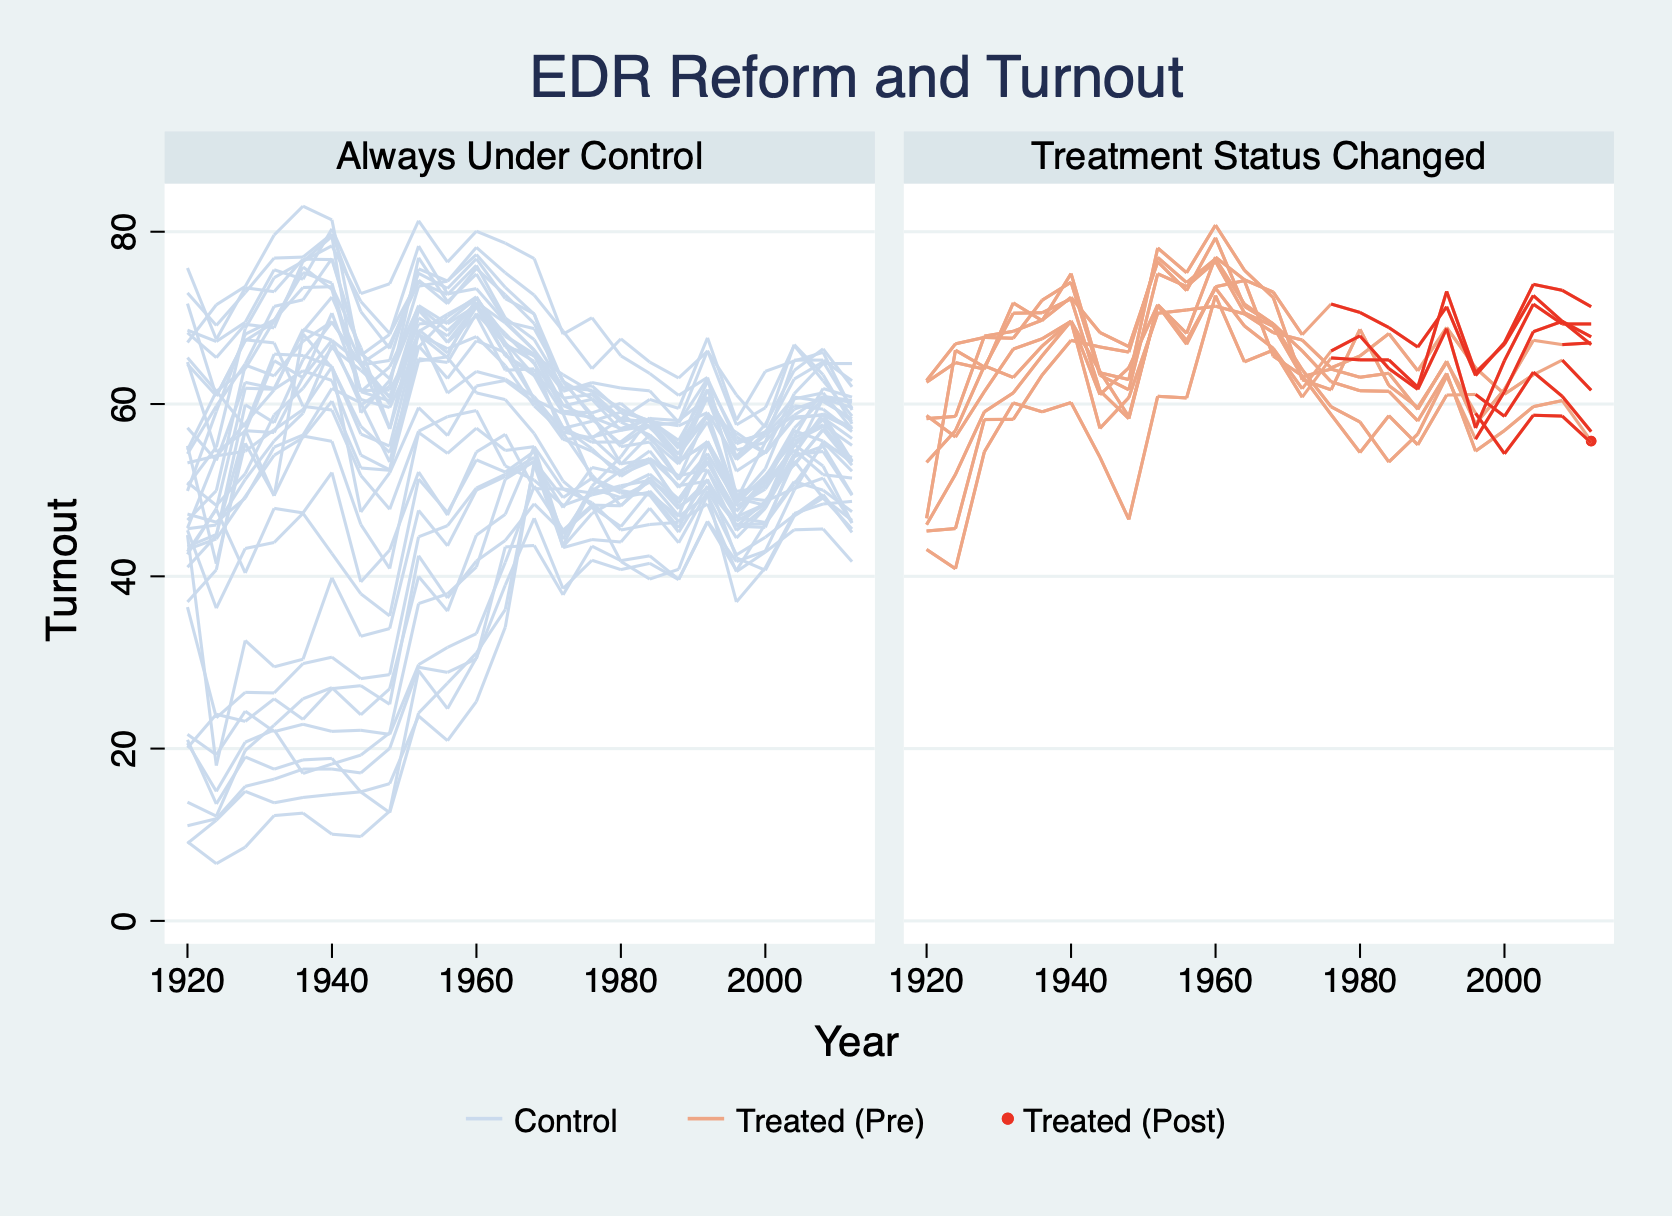 EDR Reform and Turnout
Always Under Control
Treatment Status Changed
Turnout
80
60
40
20
0
1920 1940 1960 1980 2000
1920 1940 1960 1980 2000
Year
Control
Treated (Pre)
Treated (Post)